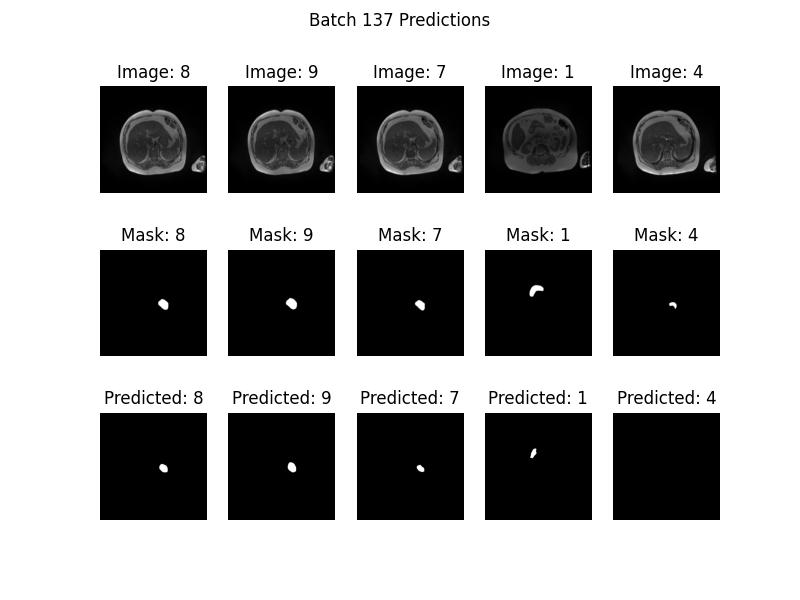 Batch 137 Predictions
Image: 8 Image: 9 Image: 7 Image: 1 Image: 4
Mask: 8 Mask: 9 Mask: 7 Mask: 1 Mask: 4
Predicted: 8 Predicted: 9 Predicted: 7 Predicted: 1 Predicted: 4